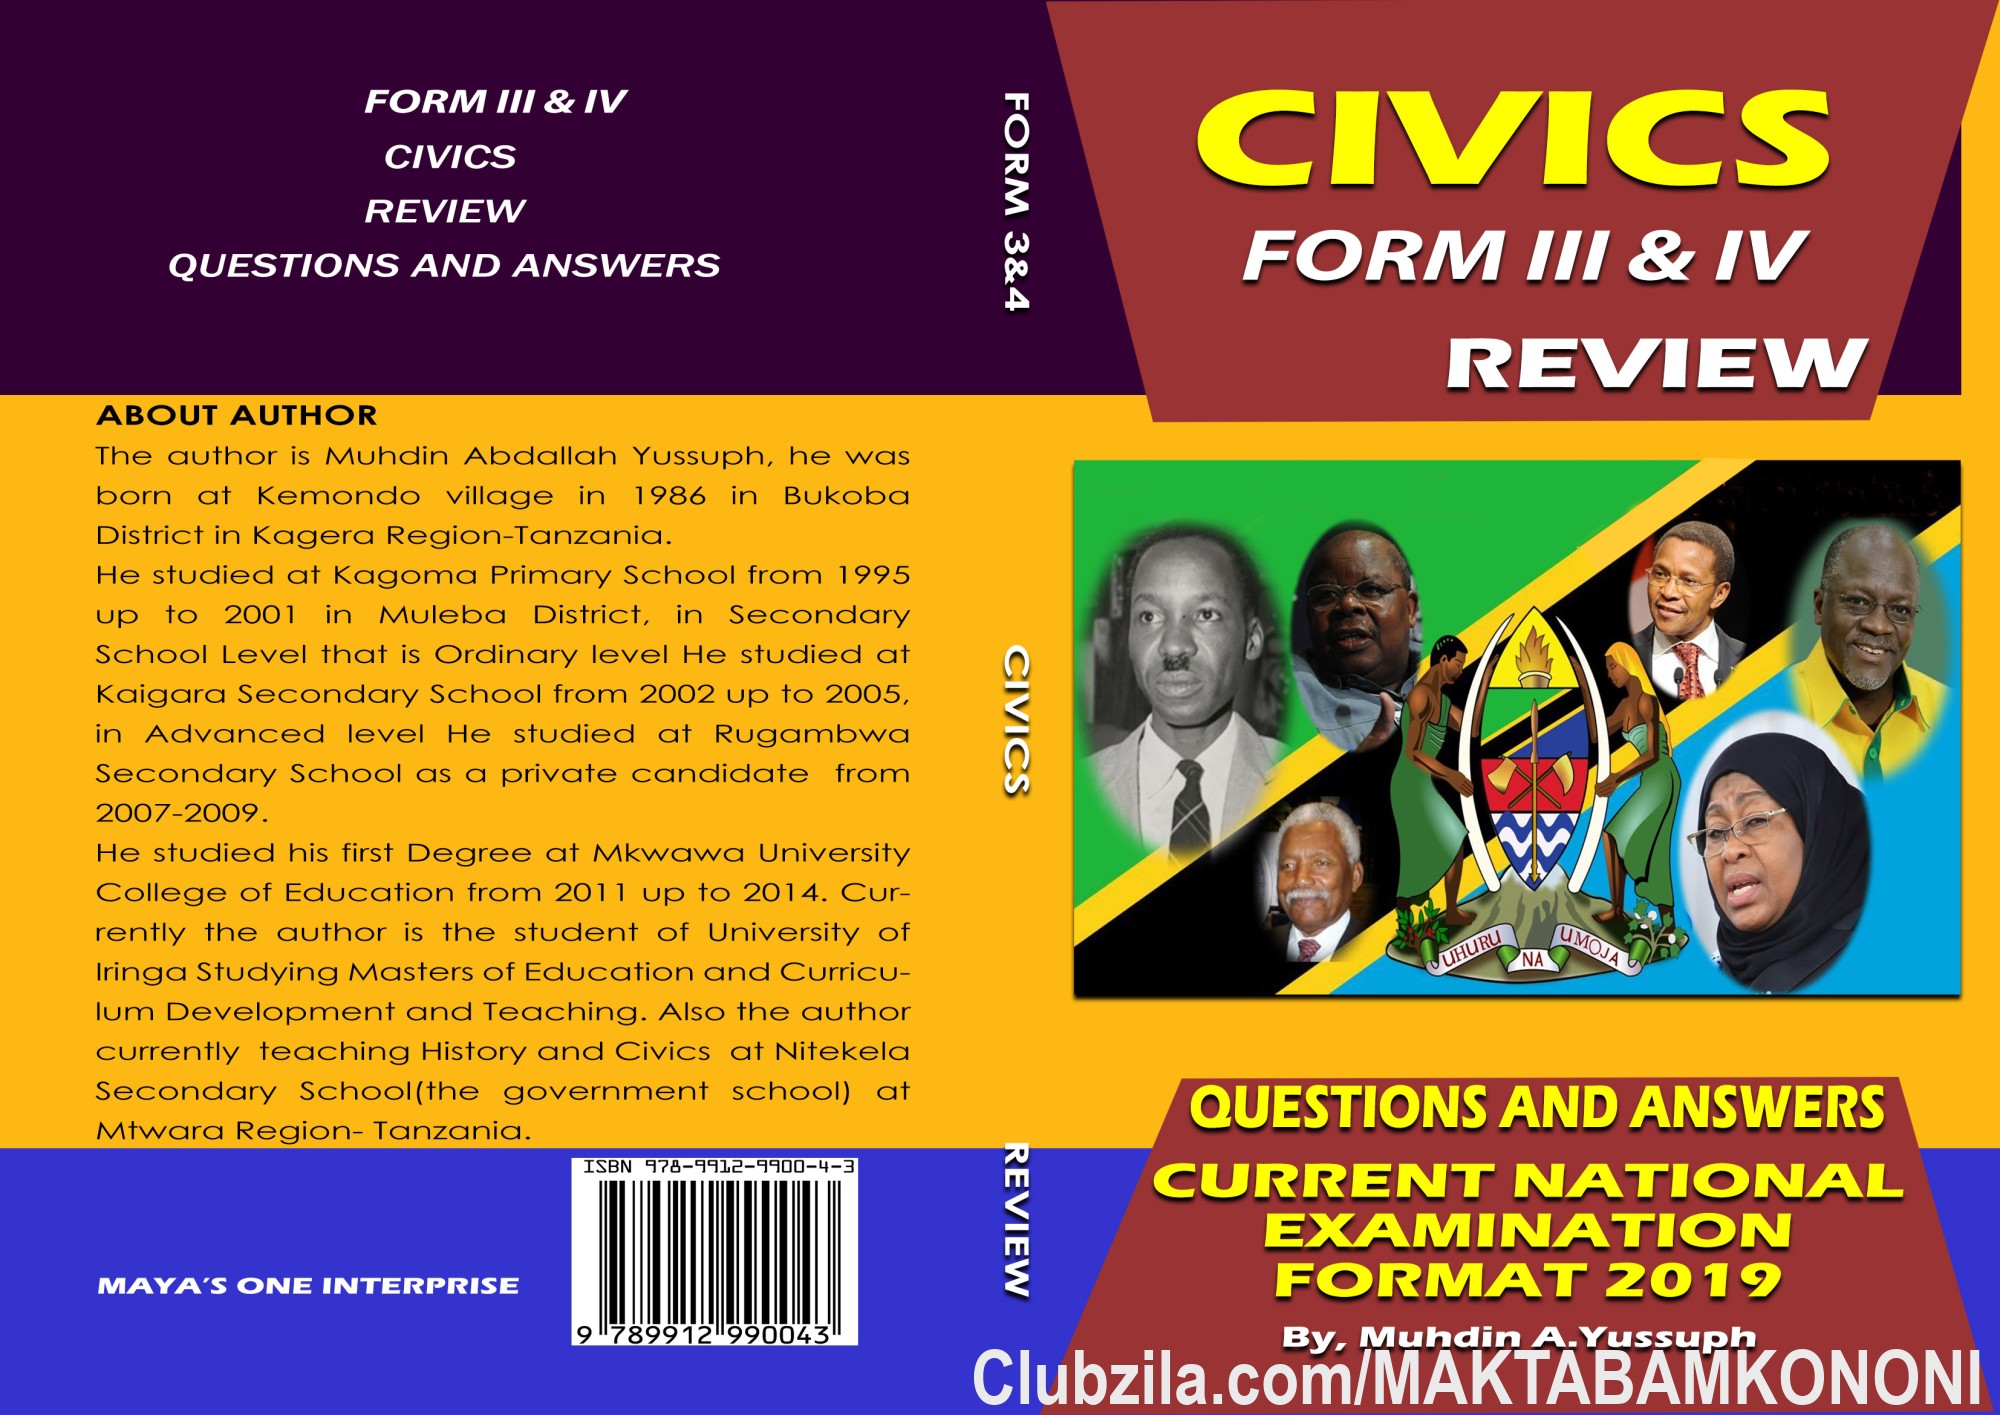 FORM III & IV
CIVICS
REVIEW
QUESTIONS AND ANSWERS
ABOUT AUTHOR
The author is Muhdin Abdallah Yussuph, he was
born at Kemondo village in 1986 in Bukoba
District in Kagera Region-Tanzania.
He studied at Kagoma Primary School from 1995
up to 2001 in Muleba District, in Secondary
School Level that is Ordinary level He studied at
Kaigara Secondary School from 2002 up to 2005,
in Advanced level He studied at Rugambwa
Secondary School as a private candidate from
2007-2009.
He studied his first Degree at Mkwawa University
College of Education from 2011 up to 2014. Cur-
rently the author is the student of University of
Iringa Studying Masters of Education and Curricu-
lum Development and Teaching. Also the author
currently teaching History and Civics at Nitekela
Secondary School(the government school) at
Mtwara Region- Tanzania.
MAYA'S ONE INTERPRISE
ISBN 978-9912-9900-4-3
9 789912 990043
FORM 3&4
CIVICS
REVIEW
CIVICS
FORM III & IV
REVIEW
UHURU NA UMOJA
QUESTIONS AND ANSWERS
CURRENT NATIONAL
EXAMINATION
FORMAT 2019
By, Muhdin A.Yussuph
Clubzila.com/MAKTABAMKONONI